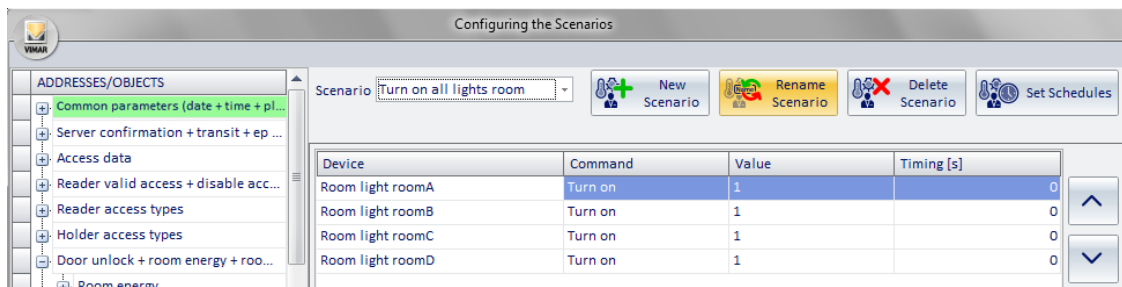 Configuring the Scenarios
VIMAR
ADDRESSES/OBJECTS
Common parameters (date + time + pl...
Server confirmation + transit + ep ...
Access data
Reader valid access + disable acc...
Reader access types
Holder access types
Door unlock + room energy + roo...
Room energy
Scenario Turn on all lights room
New Scenario
Rename Scenario
Delete Scenario
Set Schedules
Device Command Value Timing [s]
Room light roomA Turn on 1 0
Room light roomB Turn on 1 0
Room light roomC Turn on 1 0
Room light roomD Turn on 1 0